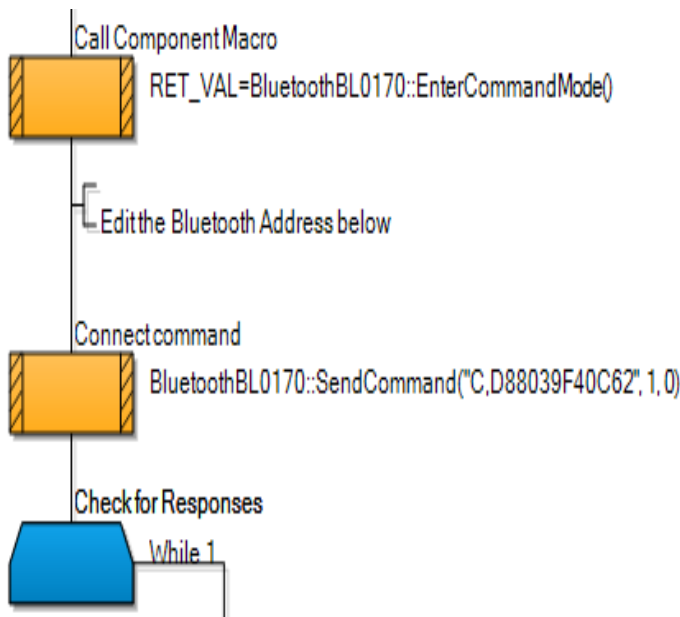 Call Component Macro
RET_VAL=BluetoothBL0170::EnterCommandMode()
Edit the Bluetooth Address below
Connect command
BluetoothBL0170::SendCommand("C,D88039F40C62", 1, 0)
Check for Responses
While 1